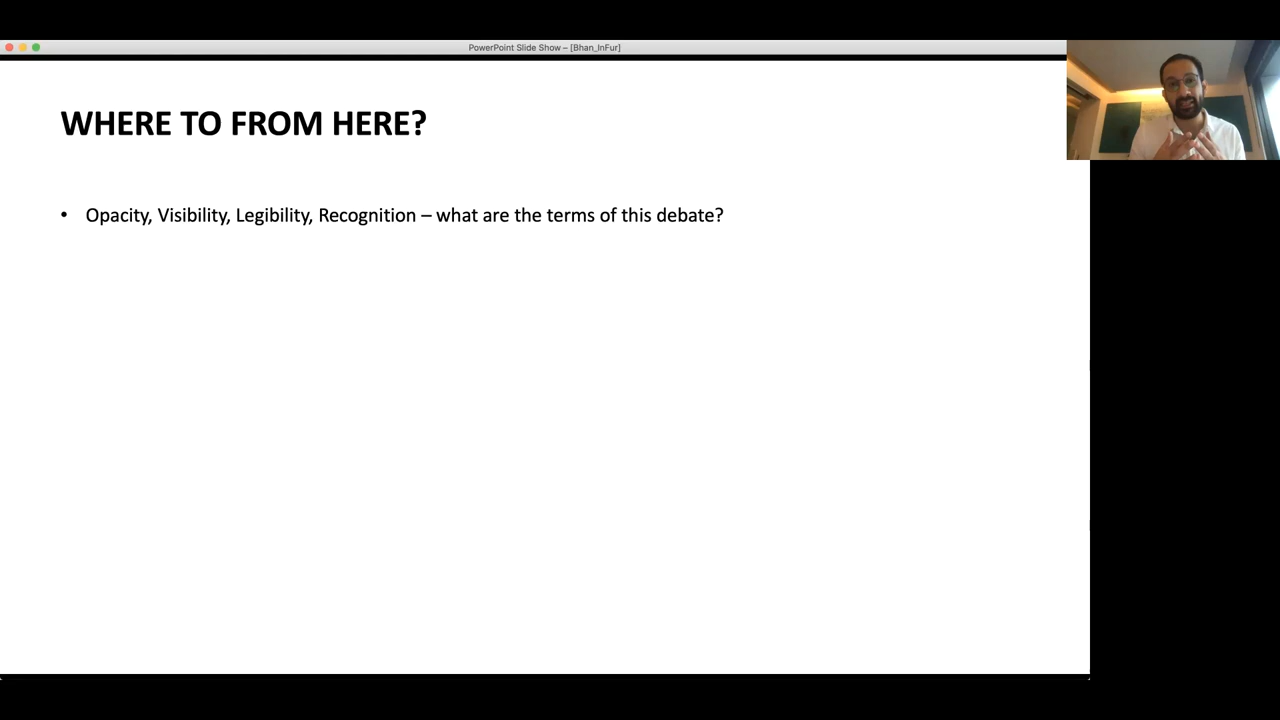 PowerPoint Slide Show – [Bhan_InFur]
WHERE TO FROM HERE?
• Opacity, Visibility, Legibility, Recognition – what are the terms of this debate?